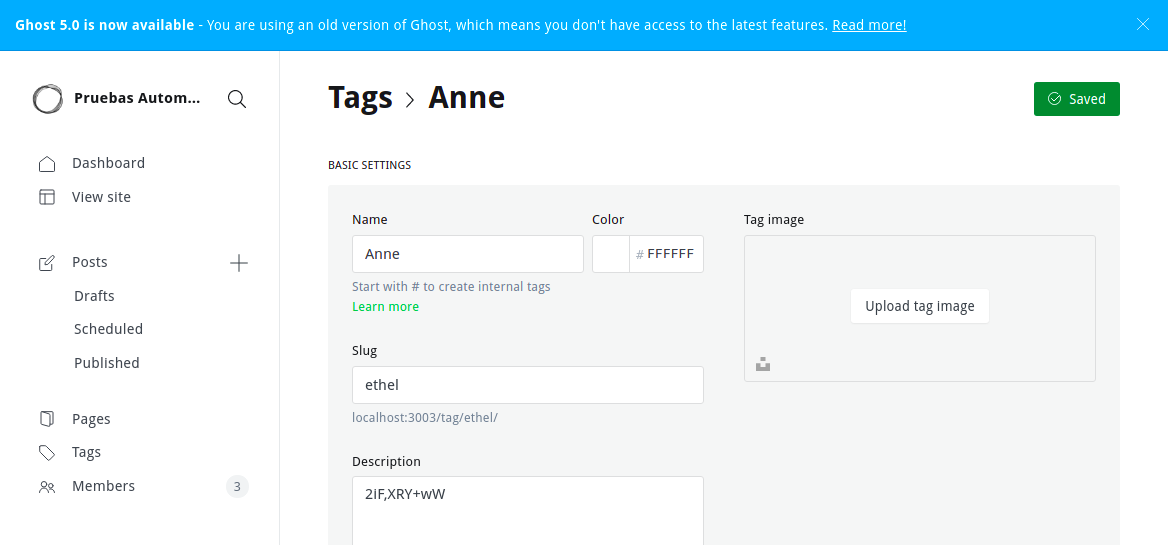 Ghost 5.0 is now available - You are using an old version of Ghost, which means you don't have access to the latest features. Read more!
Pruebas Autom...
Dashboard
View site
Posts
Drafts
Scheduled
Published
Pages
Tags
Members 3
Tags > Anne
Saved
BASIC SETTINGS
Name
Anne
Start with # to create internal tags
Learn more
Color
# FFFFFF
Slug
ethel
localhost:3003/tag/ethel/
Description
2iF,XRY+wW
Tag image
Upload tag image